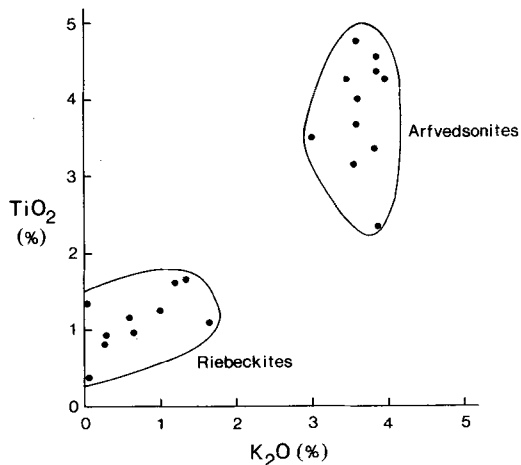 5
4
Arfvedsonites
3
TiO2
(%)
2
1
Riebeckites
0
0 1 2 3 4 5
K2O (%)